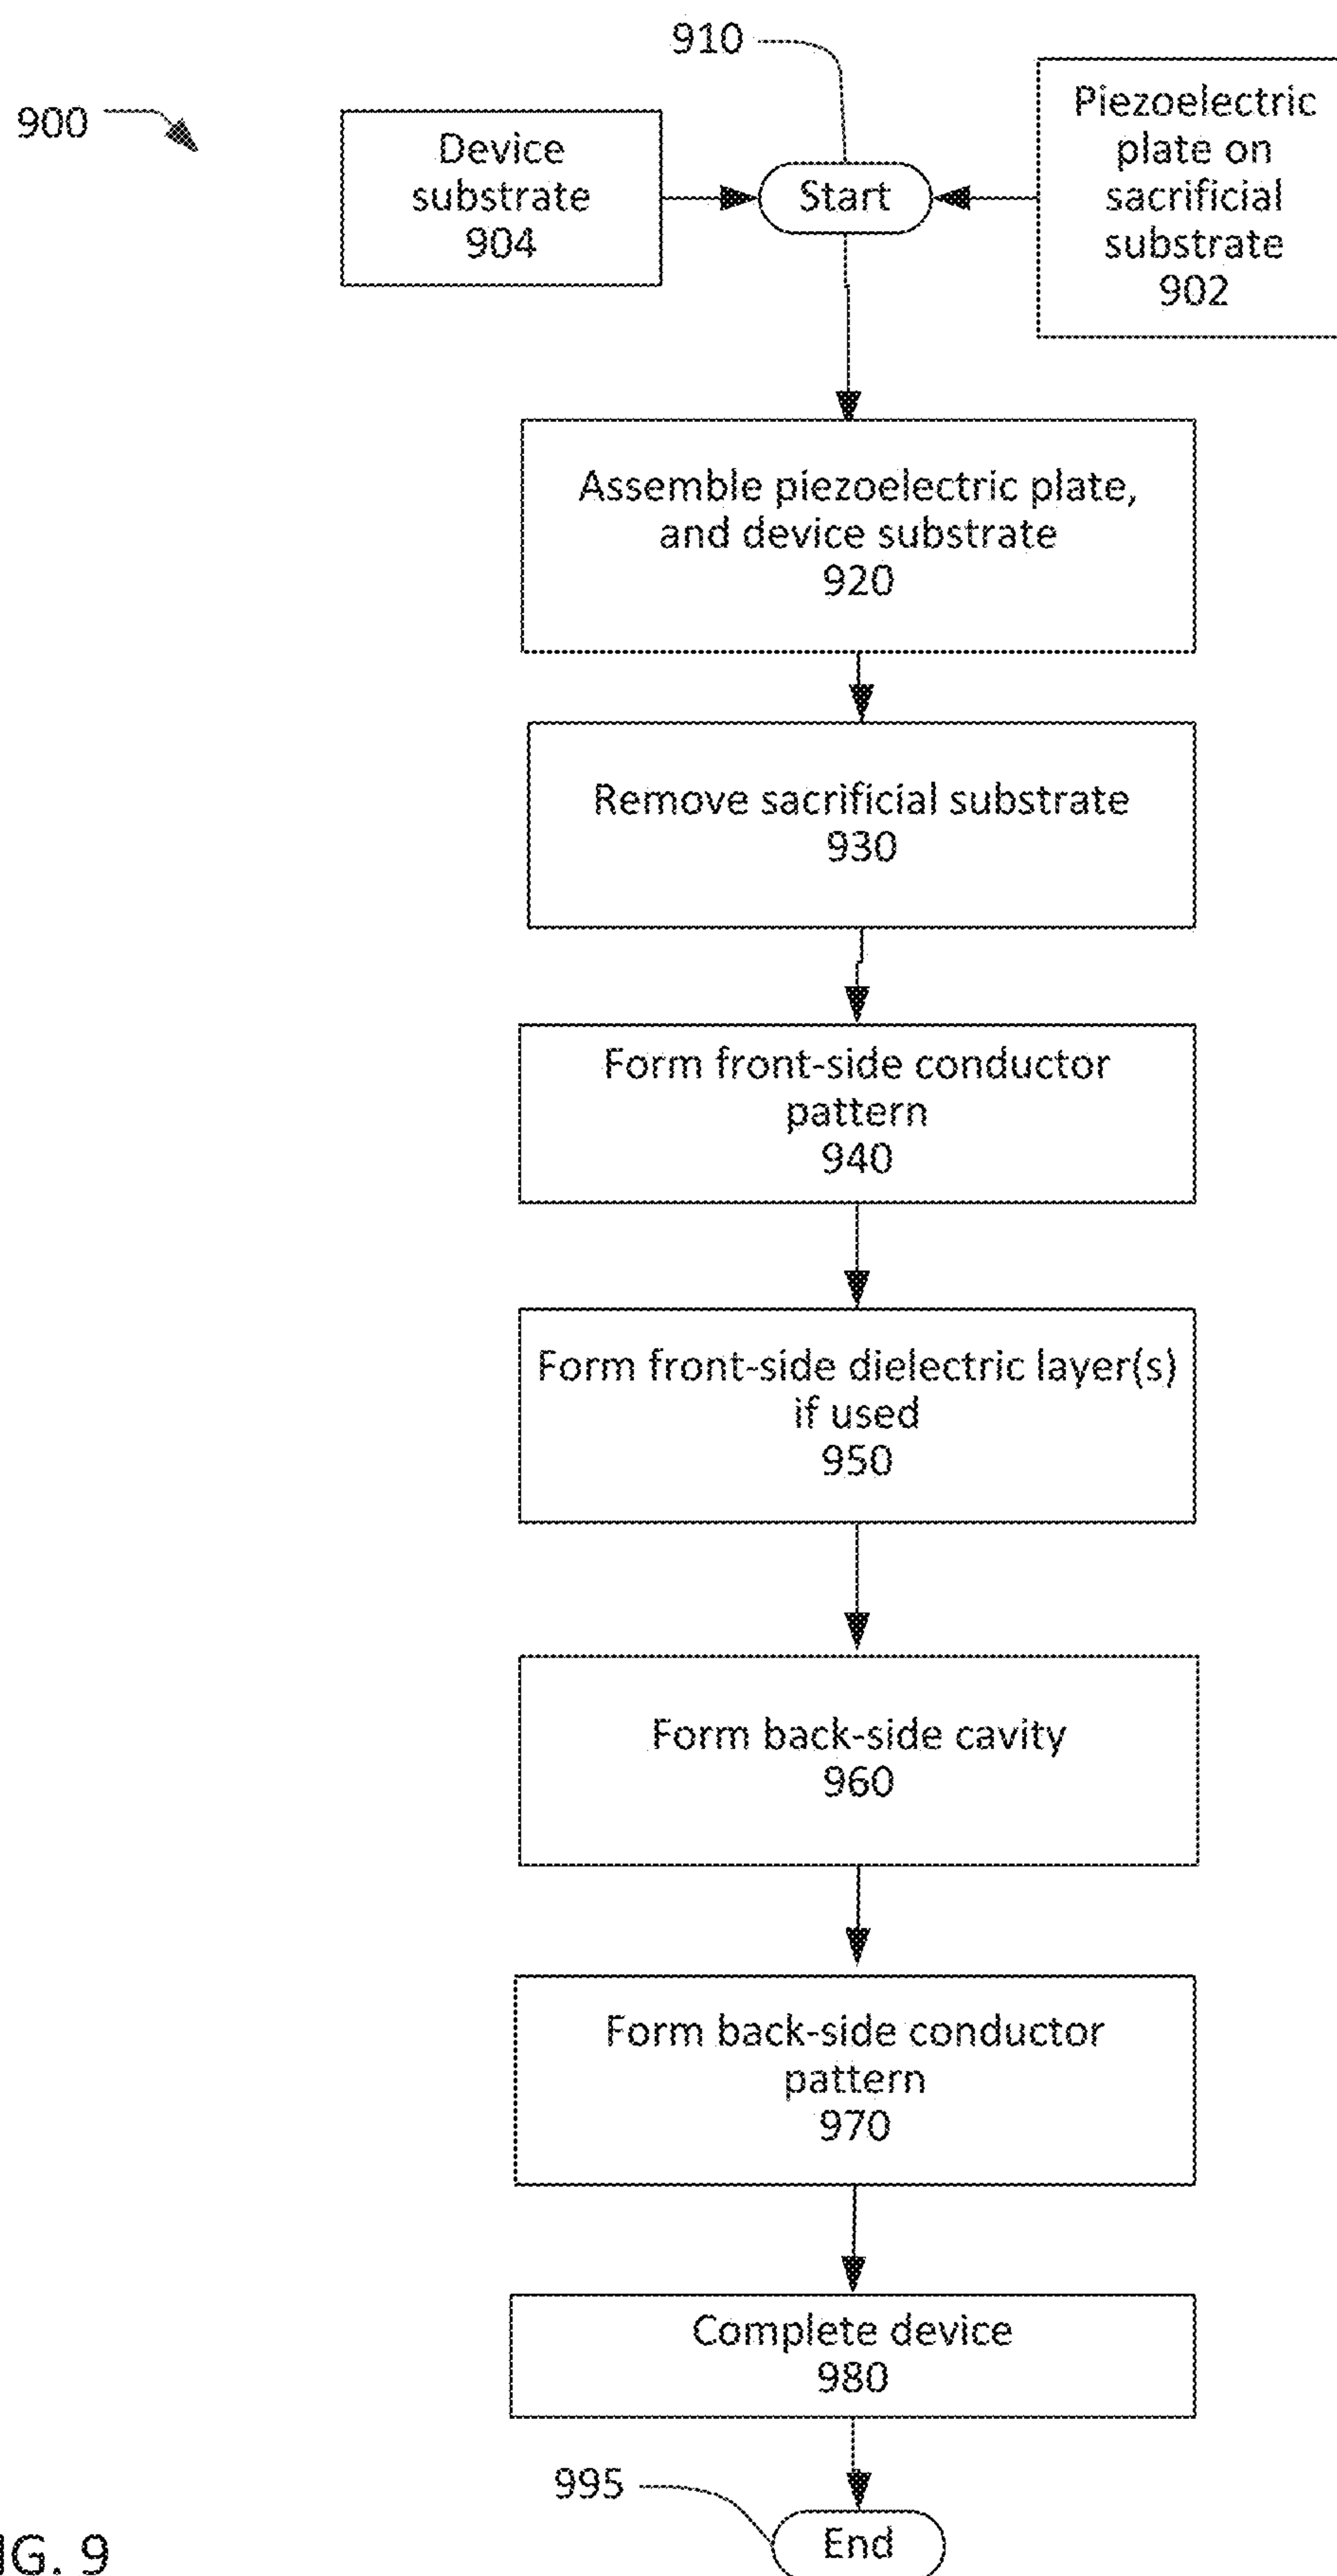 910
900
Device
substrate
904
Start
Piezoelectric
plate on
sacrificial
substrate
902
Assemble piezoelectric plate,
and device substrate
920
Remove sacrificial substrate
930
Form front-side conductor
pattern
940
Form front-side dielectric layer(s)
if used
950
Form back-side cavity
960
Form back-side conductor
pattern
970
Complete device
980
995
End
IG. 9